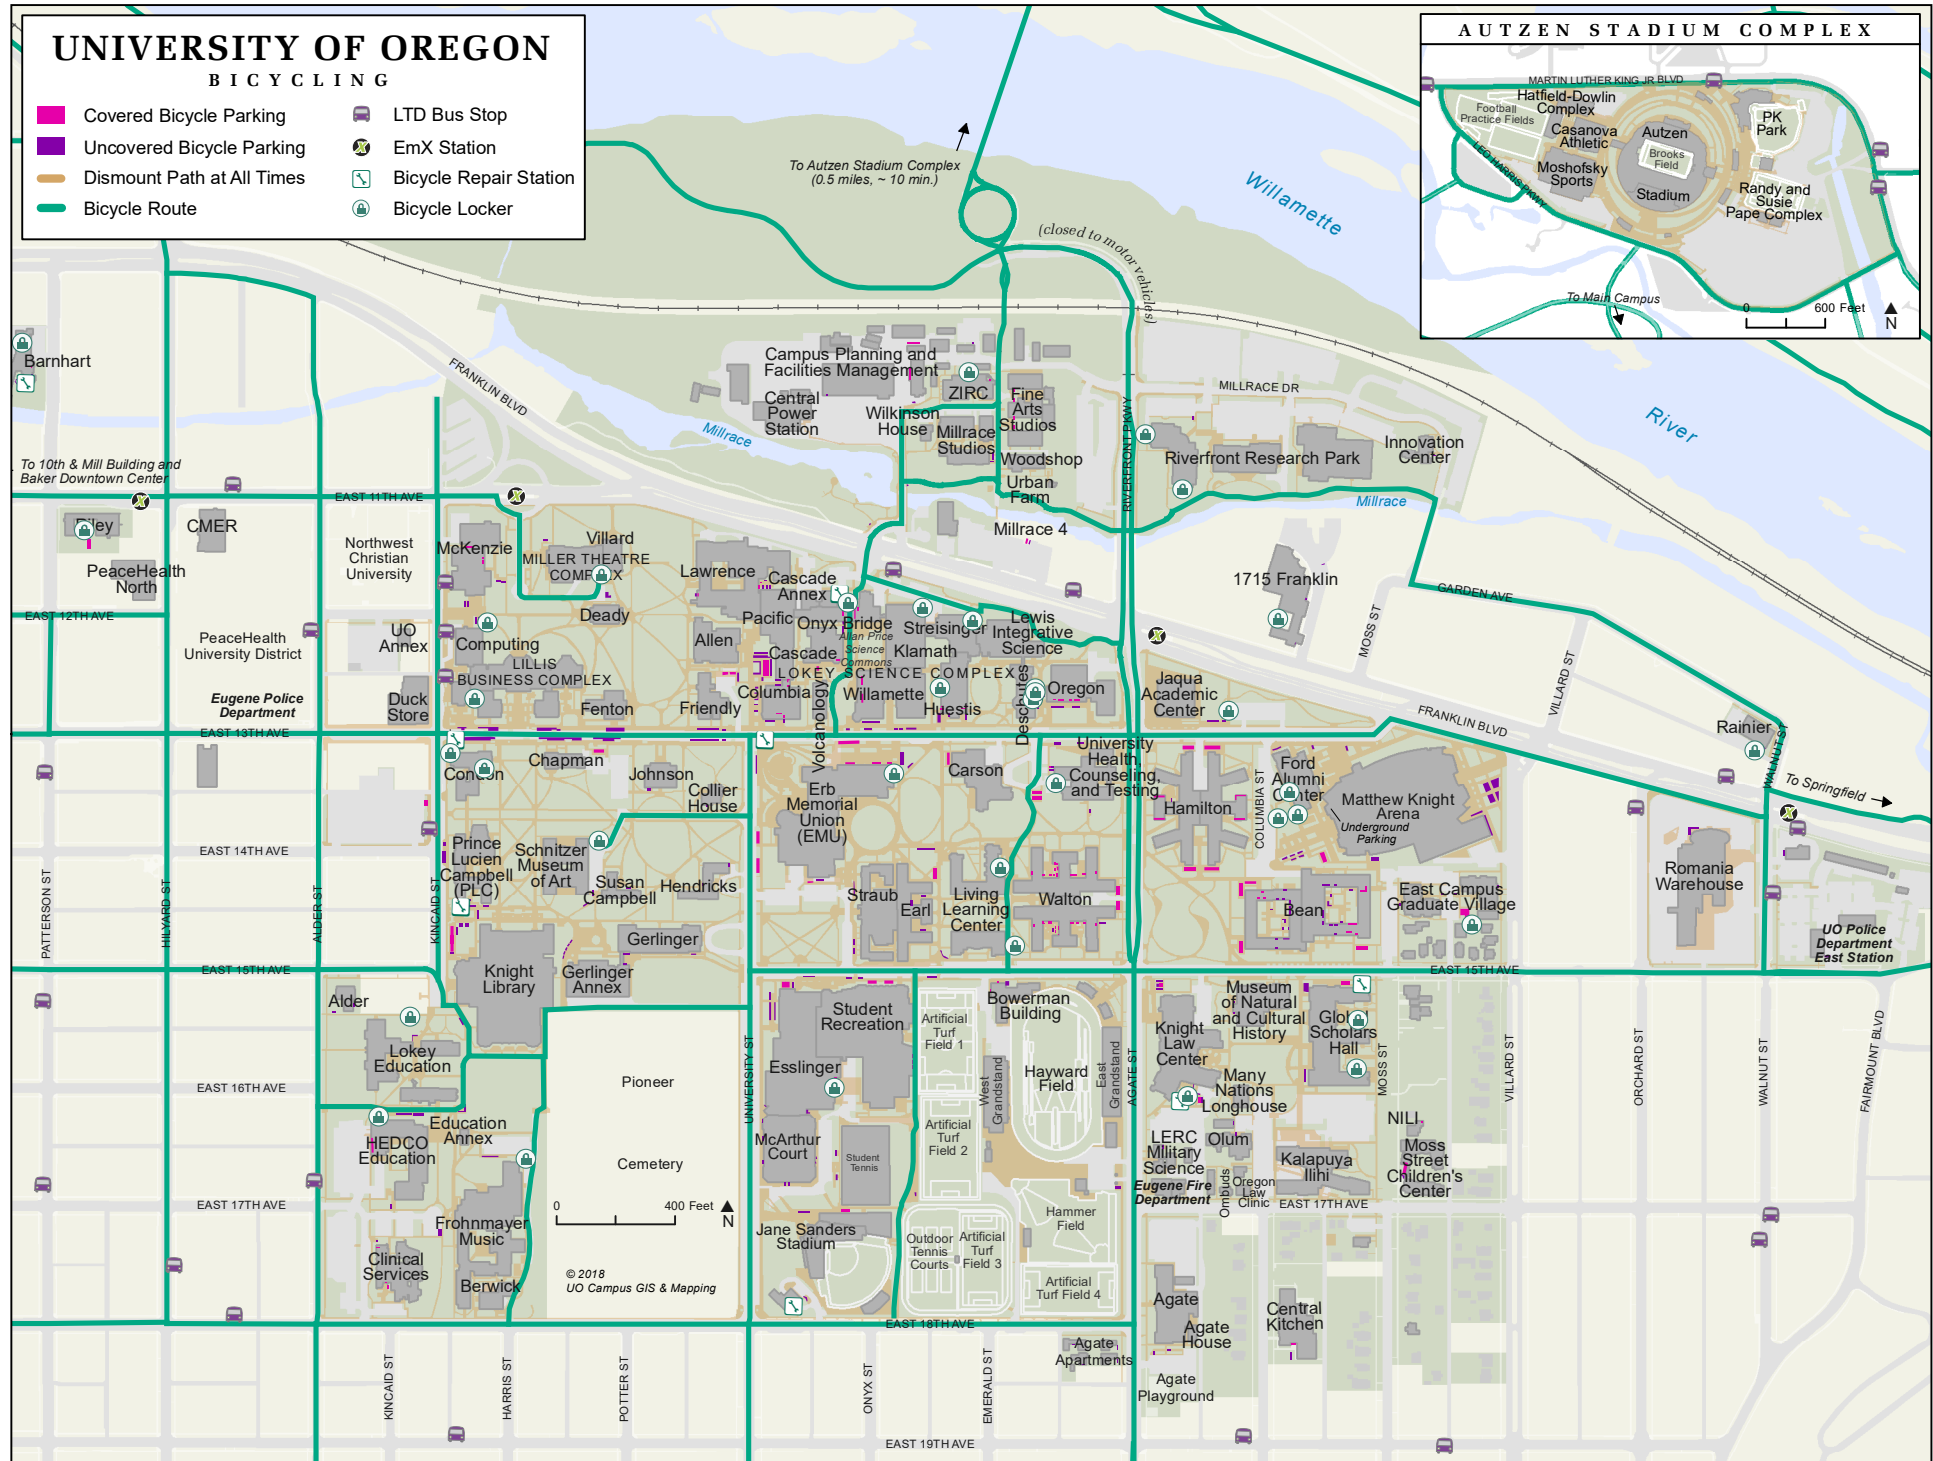 UNIVERSITY OF OREGON
BICYCLING
Covered Bicycle Parking
Uncovered Bicycle Parking
Dismount Path at All Times
Bicycle Route
LTD Bus Stop
EmX Station
Bicycle Repair Station
Bicycle Locker
AUTZEN STADIUM COMPLEX
MARTIN LUTHER KING JR BLVD
Hatfield-Dowlin
Complex
Football
Practice Fields
Casanova
Athletic
Autzen
Brooks
Field
Stadium
PK
Park
Moshofsky
Sports
LEO HARRIS PKWY
Randy and
Susie
Pape Complex
To Main Campus
0
600 Feet
N
To Autzen Stadium Complex
(0.5 miles, ~ 10 min.)
(closed to motor vehicles)
Willamette
River
Barnhart
FRANKLIN BLVD
Millrace
Campus Planning and
Facilities Management
Central
Power
Station
ZIRC
Wilkinson
House
Millrace
Studios
Fine
Arts
Studios
Woodshop
Urban
Farm
RIVERFRONT PKWY
MILLRACE DR
Riverfront Research Park
Innovation
Center
Millrace
Millrace 4
To 10th & Mill Building and
Baker Downtown Center
EAST 11TH AVE
Riley
CMER
PeaceHealth
North
Northwest
Christian
University
EAST 12TH AVE
PeaceHealth
University District
UO
Annex
Eugene Police
Department
Duck
Store
EAST 13TH AVE
McKenzie
Villard
MILLER THEATRE
COMPLEX
Deady
Computing
LILLIS
BUSINESS COMPLEX
Fenton
Lawrence
Cascade
Annex
Pacific
Onyx Bridge
Allan Price
Science
Commons
Allen
Cascade
Streisinger
Klamath
Lewis
Integrative
Science
LOKEY SCIENCE COMPLEX
Columbia
Friendly
Volcanology
Willamette
Huestis
Deschutes
Oregon
1715 Franklin
MOSS ST
GARDEN AVE
VILLARD ST
Jaqua
Academic
Center
FRANKLIN BLVD
Rainier
WALNUT ST
To Springfield
Condon
Chapman
Johnson
Collier
House
Erb
Memorial
Union
(EMU)
Carson
University
Health,
Counseling,
and Testing
Hamilton
COLUMBIA ST
Ford
Alumni
Center
Matthew Knight
Arena
Underground
Parking
Romania
Warehouse
EAST 14TH AVE
Prince
Lucien
Campbell
(PLC)
Schnitzer
Museum
of Art
Susan
Campbell
Hendricks
Straub
Earl
Living
Learning
Center
Walton
Bean
East Campus
Graduate Village
UO Police
Department
East Station
PATTERSON ST
HILYARD ST
ALDER ST
KINCAID ST
Gerlinger
Knight
Library
Gerlinger
Annex
EAST 15TH AVE
EAST 15TH AVE
Alder
Lokey
Education
EAST 16TH AVE
Pioneer
Cemetery
UNIVERSITY ST
Student
Recreation
Esslinger
Artificial
Turf
Field 1
Bowerman
Building
West
Grandstand
Hayward
Field
East
Grandstand
AGATE ST
Museum
of Natural
and Cultural
History
Knight
Law
Center
Global
Scholars
Hall
Many
Nations
Longhouse
MOSS ST
VILLARD ST
ORCHARD ST
WALNUT ST
FAIRMOUNT BLVD
Education
Annex
HEDCO
Education
McArthur
Court
Student
Tennis
Artificial
Turf
Field 2
LERC
MIlitary
Science
Olum
NILI
Moss
Street
Children's
Center
Kalapuya
Ilihi
Eugene Fire
Department
Ombuds
Oregon
Law
Clinic
EAST 17TH AVE
EAST 17TH AVE
0
400 Feet
N
Frohnmayer
Music
Clinical
Services
Berwick
© 2018
UO Campus GIS & Mapping
Jane Sanders
Stadium
Outdoor
Tennis
Courts
Artificial
Turf
Field 3
Hammer
Field
Artificial
Turf Field 4
EAST 18TH AVE
Agate
Agate
House
Central
Kitchen
Agate
Apartments
Agate
Playground
KINCAID ST
HARRIS ST
POTTER ST
ONYX ST
EMERALD ST
EAST 19TH AVE